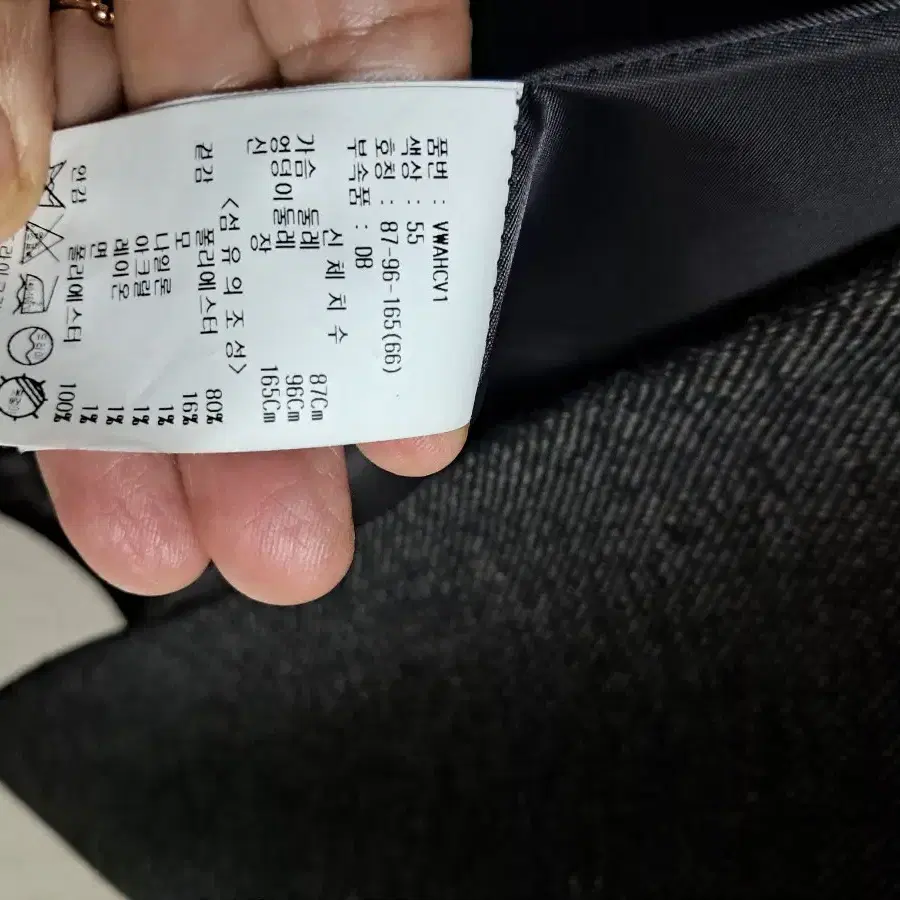 품번 : VWAHCV1
색상 : 55
호칭 : 87-96-165(66)
부속품 : DB
신 체 치 수
가슴 둘레 87Cm
엉덩이둘레 96Cm
신 장 165Cm
<섬 유 의 조 성>
겉감 폴리에스터 80%
모 16%
나일론 1%
아크릴 1%
레이온 1%
면 1%
안감 폴리에스터 100%